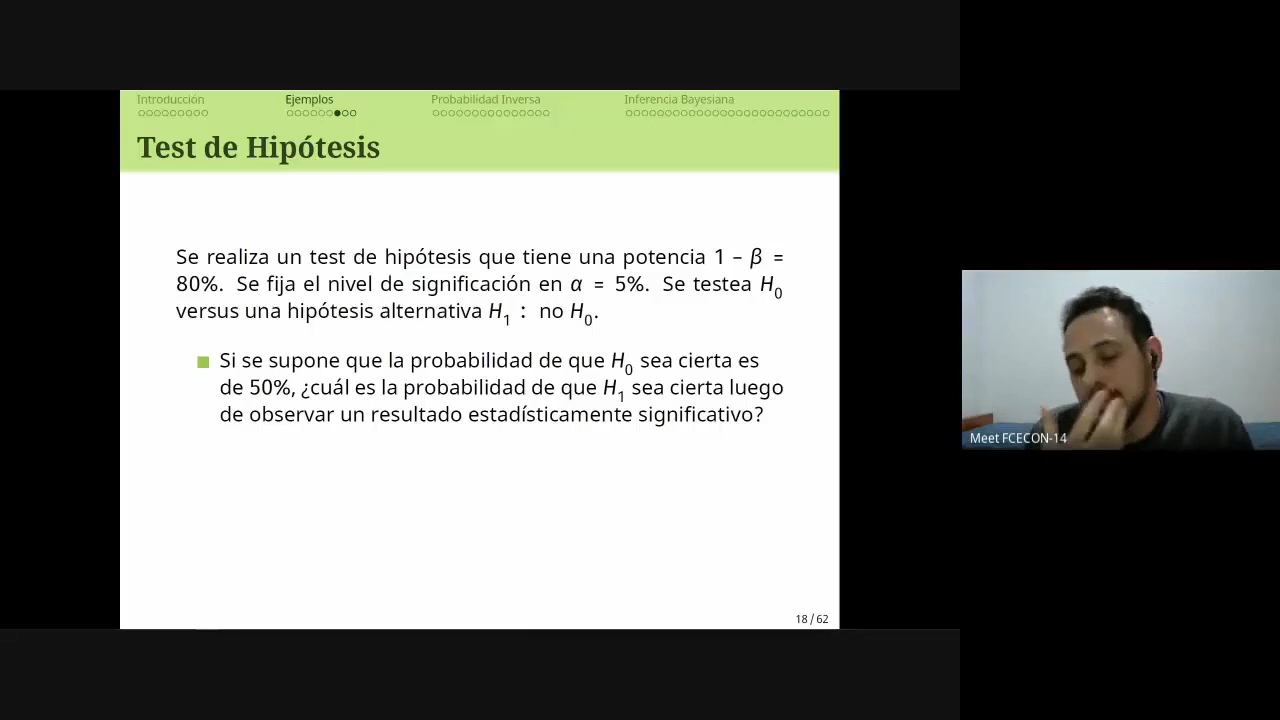 Introducción Ejemplos Probabilidad Inversa Inferencia Bayesiana
Test de Hipótesis
Se realiza un test de hipótesis que tiene una potencia 1 – β =
80%. Se fija el nivel de significación en α = 5%. Se testea H0
versus una hipótesis alternativa H1 : no H0.
Si se supone que la probabilidad de que H0 sea cierta es
de 50%, ¿cuál es la probabilidad de que H1 sea cierta luego
de observar un resultado estadísticamente significativo?
18 / 62
Meet FCECON-14